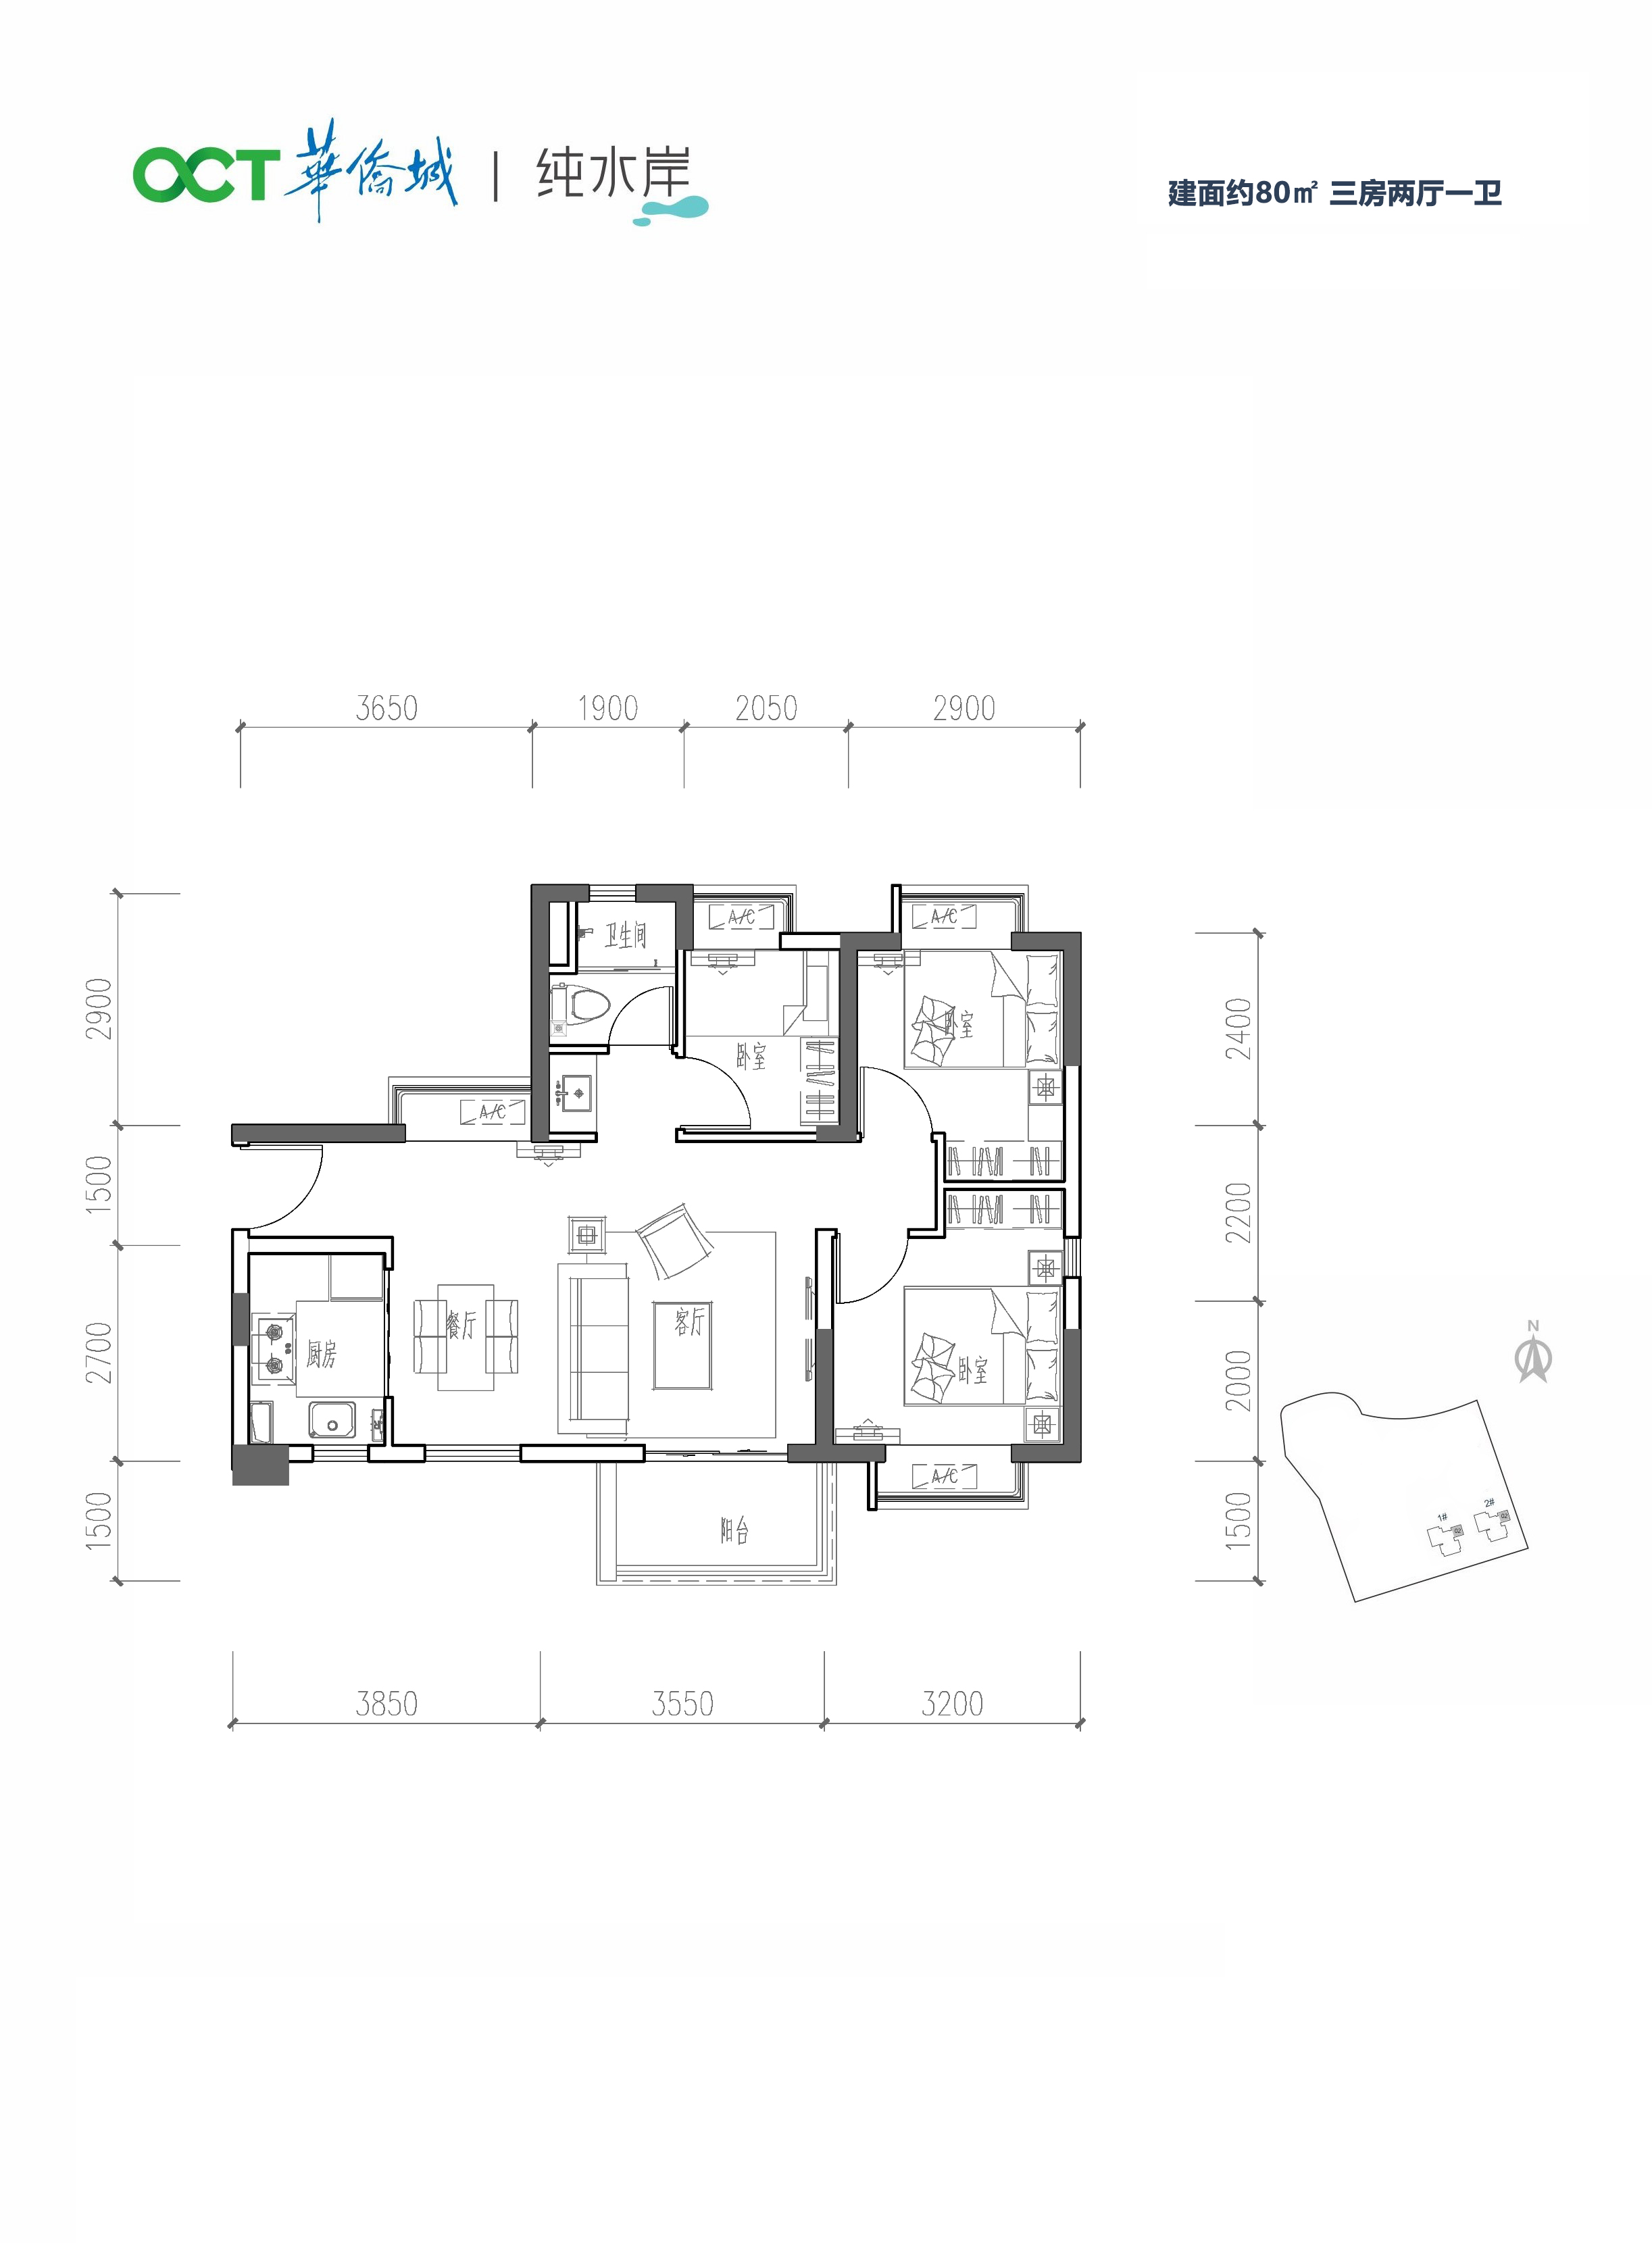 OCT 華僑城 | 纯水岸
建面约80㎡ 三房两厅一卫
3650 1900 2050 2900
2900
1500
2700
1500
2400
2200
2000
1500
A/C
A/C
卫生间
卧室
卧室
A/C
餐厅
客厅
厨房
卧室
A/C
阳台
N
1#
2#
3850 3550 3200